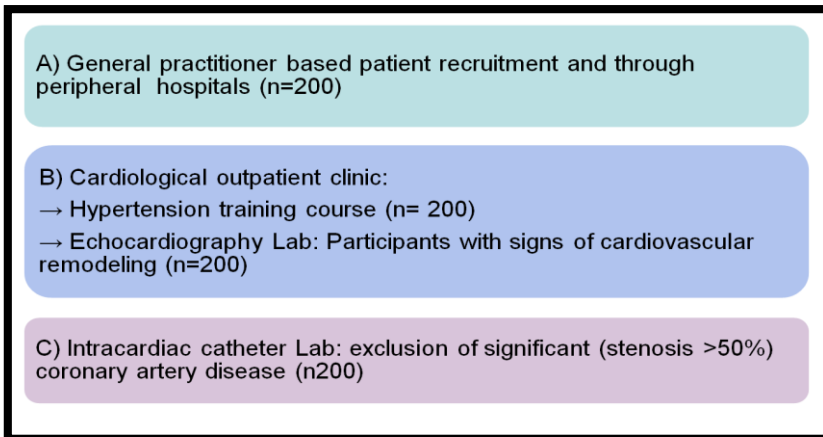 A) General practitioner based patient recruitment and through
peripheral hospitals (n=200)
B) Cardiological outpatient clinic:
→ Hypertension training course (n= 200)
→ Echocardiography Lab: Participants with signs of cardiovascular
remodeling (n=200)
C) Intracardiac catheter Lab: exclusion of significant (stenosis >50%)
coronary artery disease (n200)